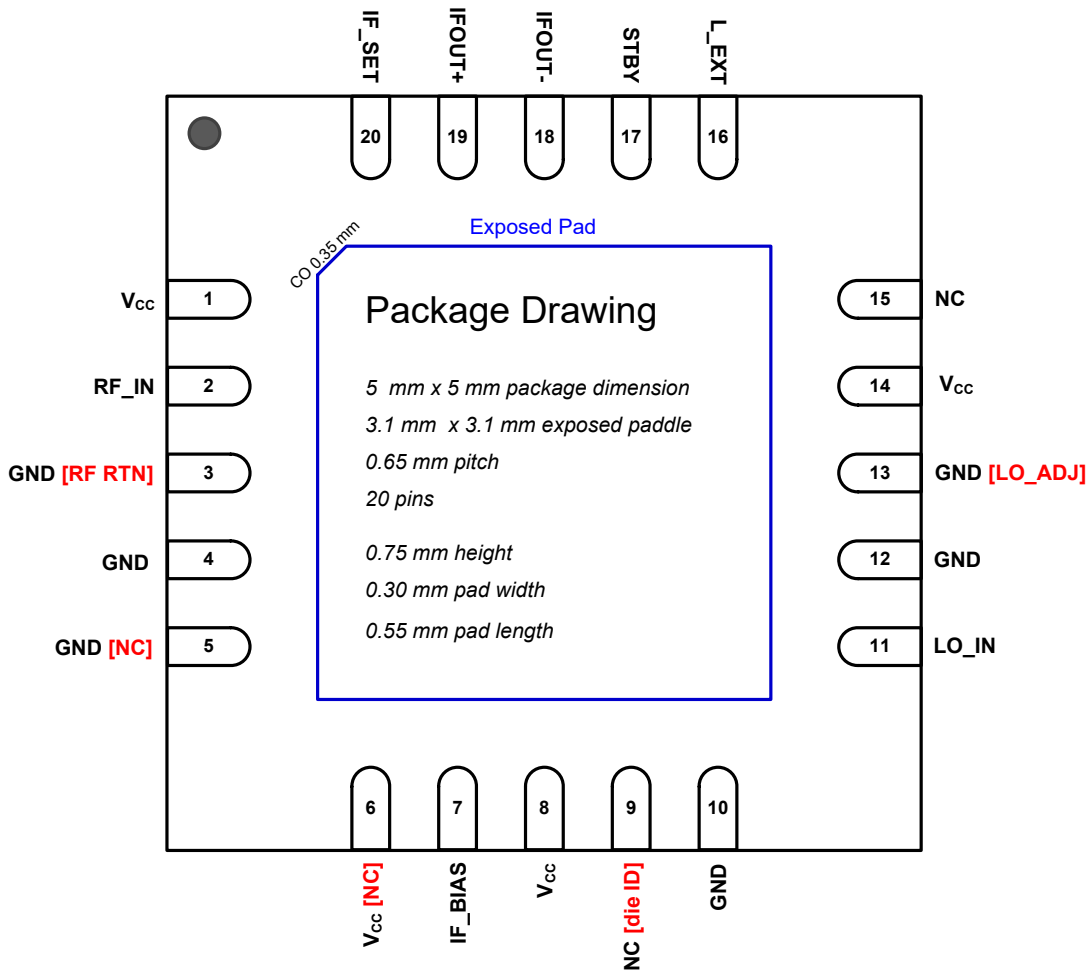 IF_SET
IFOUT+
IFOUT-
STBY
L_EXT
20
19
18
17
16
Exposed Pad
CO 0.35 mm
VCC
1
RF_IN
2
GND [RF RTN]
3
GND
4
GND [NC]
5
Package Drawing
5 mm x 5 mm package dimension
3.1 mm x 3.1 mm exposed paddle
0.65 mm pitch
20 pins
0.75 mm height
0.30 mm pad width
0.55 mm pad length
15
NC
14
VCC
13
GND [LO_ADJ]
12
GND
11
LO_IN
6
7
8
9
10
VCC [NC]
IF_BIAS
VCC
NC [die ID]
GND